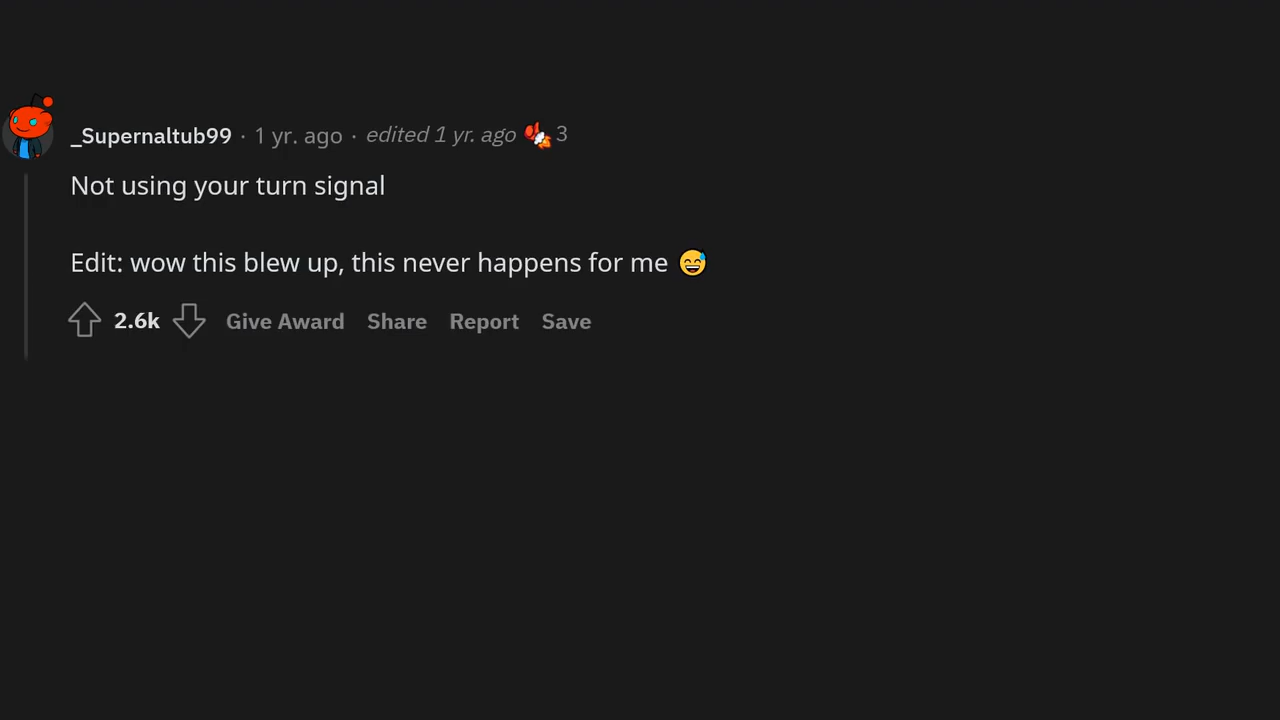 _Supernaltub99 · 1 yr. ago · edited 1 yr. ago 3
Not using your turn signal
Edit: wow this blew up, this never happens for me 😅
2.6k Give Award Share Report Save